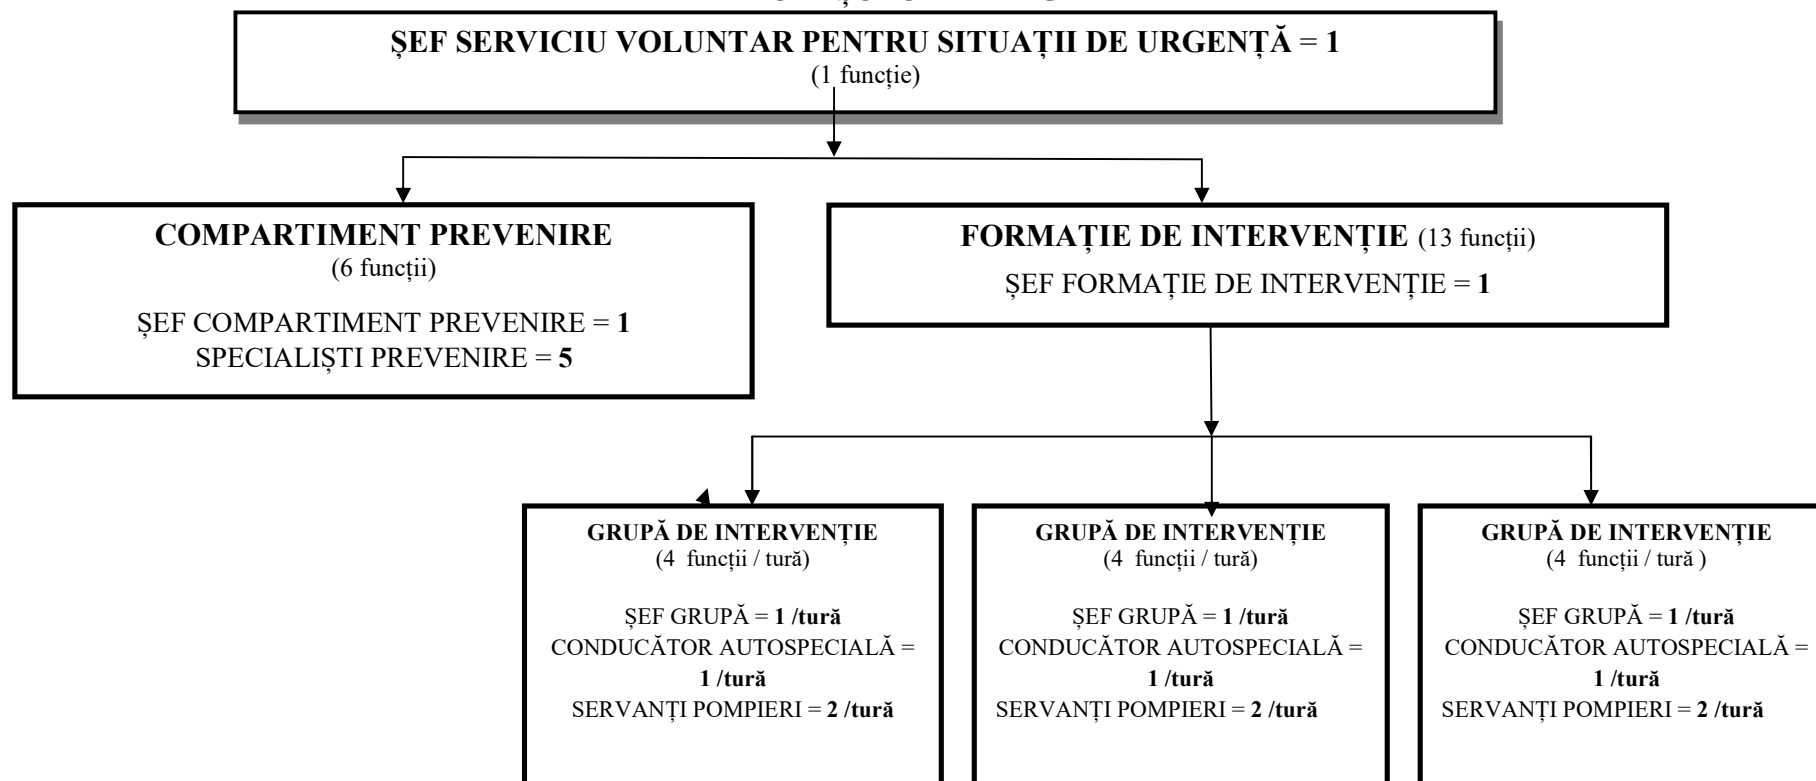 ȘEF SERVICIU VOLUNTAR PENTRU SITUAȚII DE URGENȚĂ = 1
(1 funcție)
COMPARTIMENT PREVENIRE
(6 funcții)
ȘEF COMPARTIMENT PREVENIRE = 1
SPECIALIȘTI PREVENIRE = 5
FORMAȚIE DE INTERVENȚIE (13 funcții)
ȘEF FORMAȚIE DE INTERVENȚIE = 1
GRUPĂ DE INTERVENȚIE
(4 funcții / tură)
ȘEF GRUPĂ = 1 /tură
CONDUCĂTOR AUTOSPECIALĂ =
1 /tură
SERVANȚI POMPIERI = 2 /tură
GRUPĂ DE INTERVENȚIE
(4 funcții / tură)
ȘEF GRUPĂ = 1 /tură
CONDUCĂTOR AUTOSPECIALĂ =
1 /tură
SERVANȚI POMPIERI = 2 /tură
GRUPĂ DE INTERVENȚIE
(4 funcții / tură )
ȘEF GRUPĂ = 1 /tură
CONDUCĂTOR AUTOSPECIALĂ =
1 /tură
SERVANȚI POMPIERI = 2 /tură